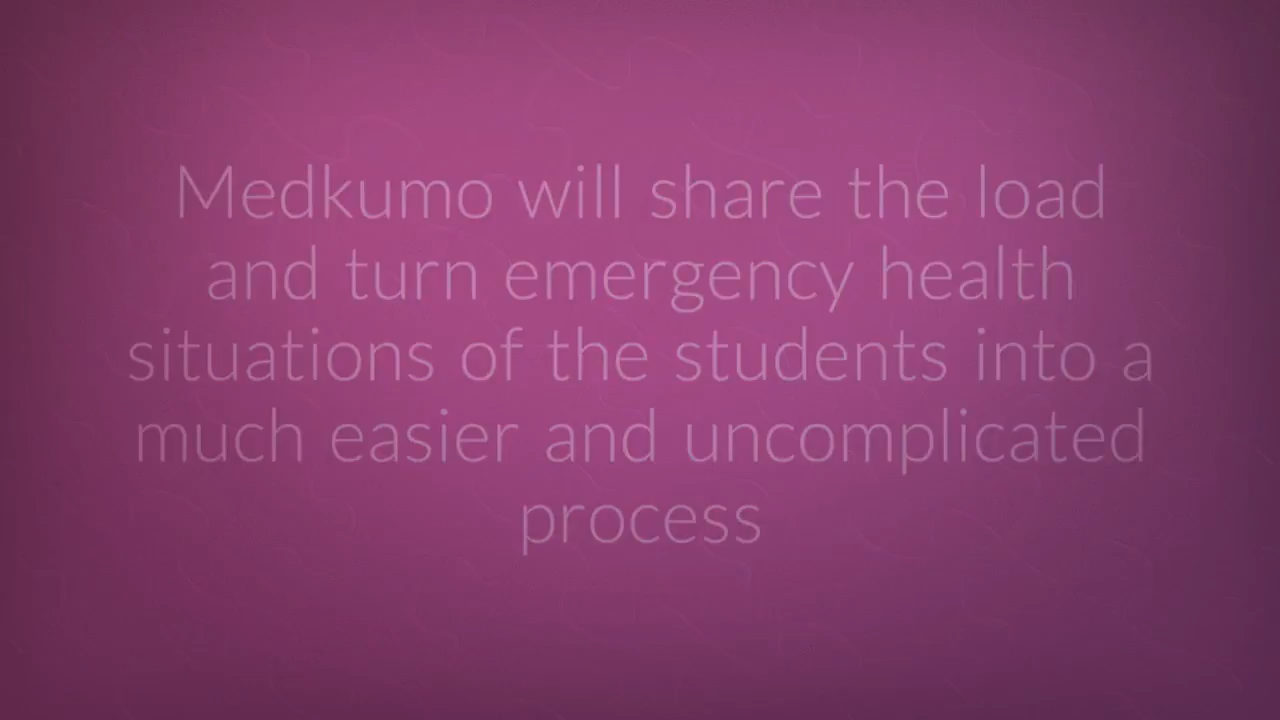 Medkumo will share the load
and turn emergency health
situations of the students into a
much easier and uncomplicated
process